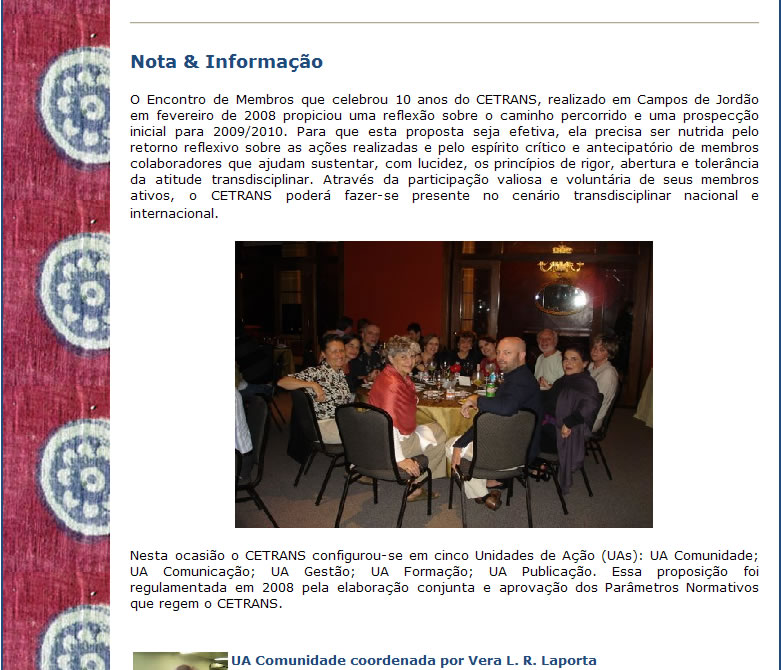 Nota & Informação
O Encontro de Membros que celebrou 10 anos do CETRANS, realizado em Campos de Jordão
em fevereiro de 2008 propiciou uma reflexão sobre o caminho percorrido e uma prospecção
inicial para 2009/2010. Para que esta proposta seja efetiva, ela precisa ser nutrida pelo
retorno reflexivo sobre as ações realizadas e pelo espírito crítico e antecipatório de membros
colaboradores que ajudam sustentar, com lucidez, os princípios de rigor, abertura e tolerância
da atitude transdisciplinar. Através da participação valiosa e voluntária de seus membros
ativos, o CETRANS poderá fazer-se presente no cenário transdisciplinar nacional e
internacional.
Nesta ocasião o CETRANS configurou-se em cinco Unidades de Ação (UAs): UA Comunidade;
UA Comunicação; UA Gestão; UA Formação; UA Publicação. Essa proposição foi
regulamentada em 2008 pela elaboração conjunta e aprovação dos Parâmetros Normativos
que regem o CETRANS.
UA Comunidade coordenada por Vera L. R. Laporta